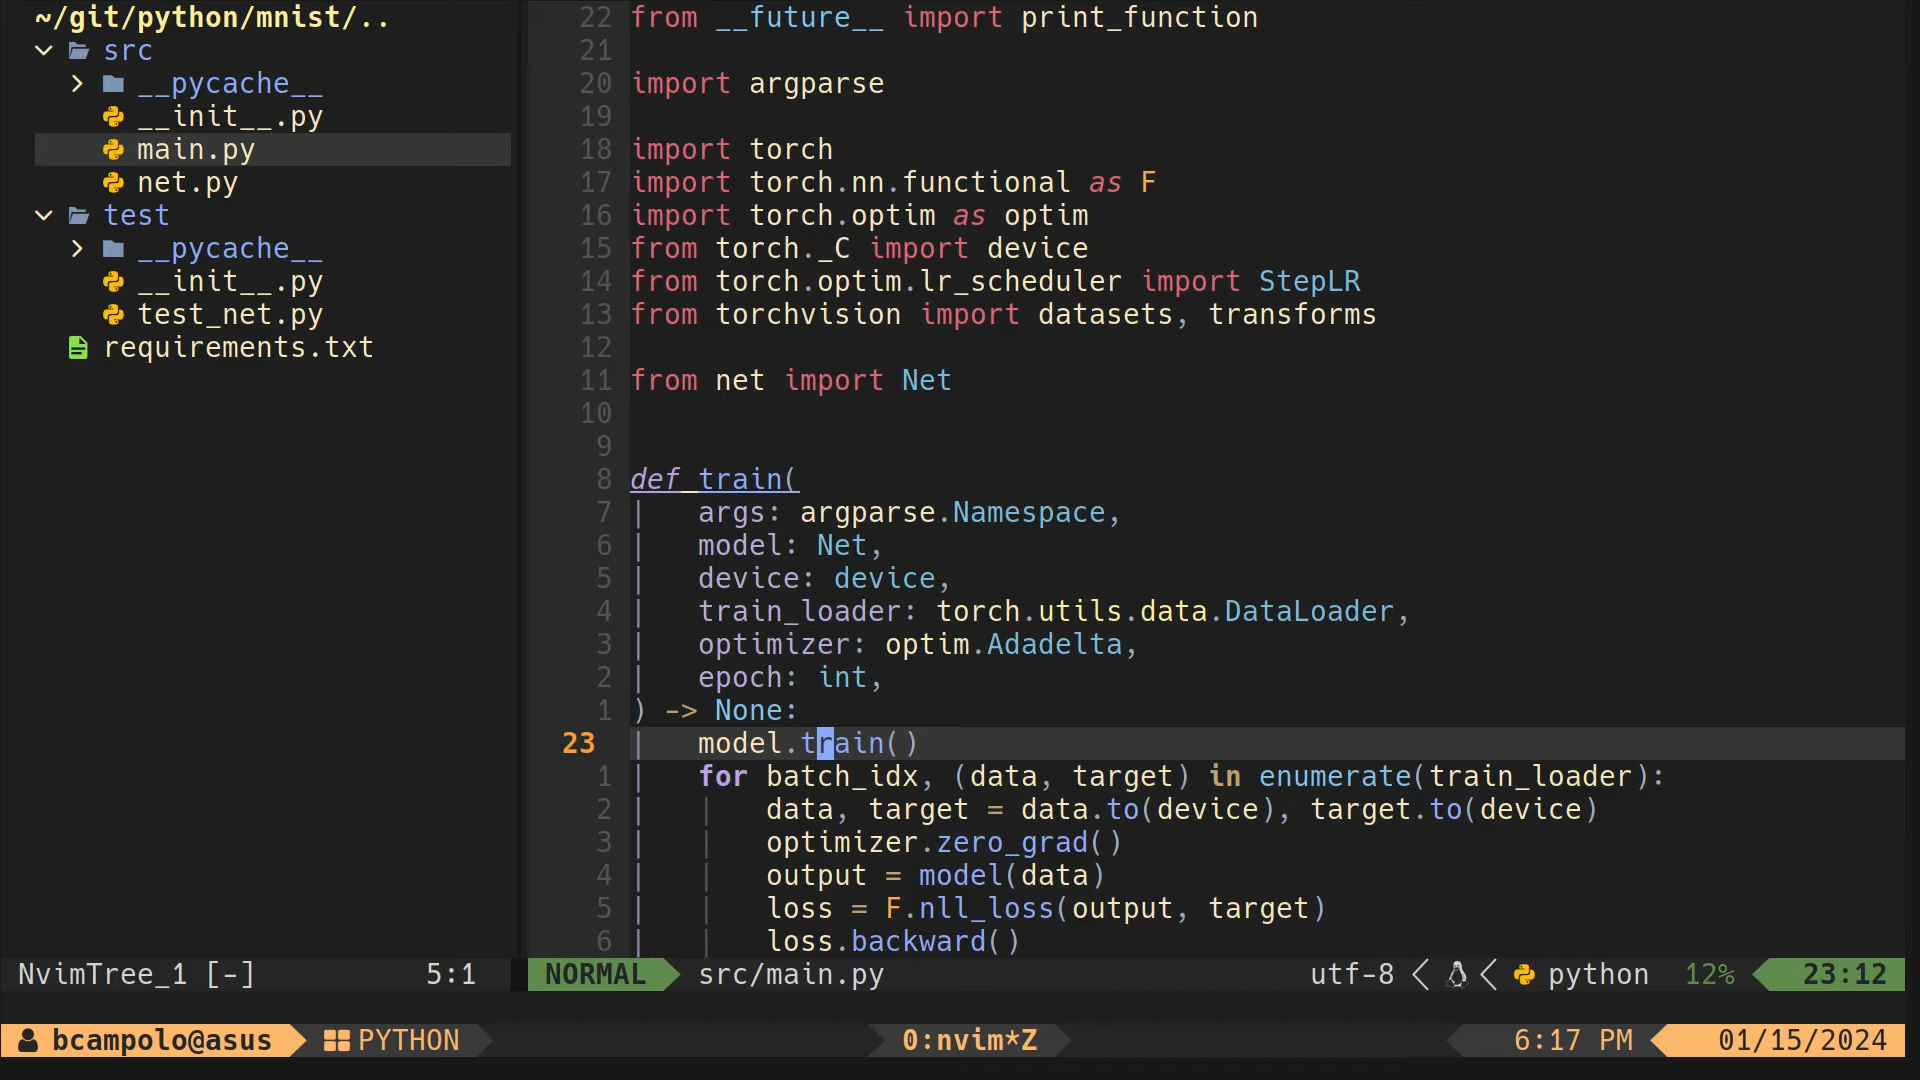 ~/git/python/mnist/..
src
__pycache__
__init__.py
main.py
net.py
test
__pycache__
__init__.py
test_net.py
requirements.txt
NvimTree_1 [-] 5:1
22 from __future__ import print_function
21
20 import argparse
19
18 import torch
17 import torch.nn.functional as F
16 import torch.optim as optim
15 from torch._C import device
14 from torch.optim.lr_scheduler import StepLR
13 from torchvision import datasets, transforms
12
11 from net import Net
10
9
8 def train(
7     args: argparse.Namespace,
6     model: Net,
5     device: device,
4     train_loader: torch.utils.data.DataLoader,
3     optimizer: optim.Adadelta,
2     epoch: int,
1 ) -> None:
23     model.train()
1     for batch_idx, (data, target) in enumerate(train_loader):
2         data, target = data.to(device), target.to(device)
3         optimizer.zero_grad()
4         output = model(data)
5         loss = F.nll_loss(output, target)
6         loss.backward()
NORMAL src/main.py utf-8 python 12% 23:12
bcampolo@asus PYTHON 0:nvim*Z 6:17 PM 01/15/2024